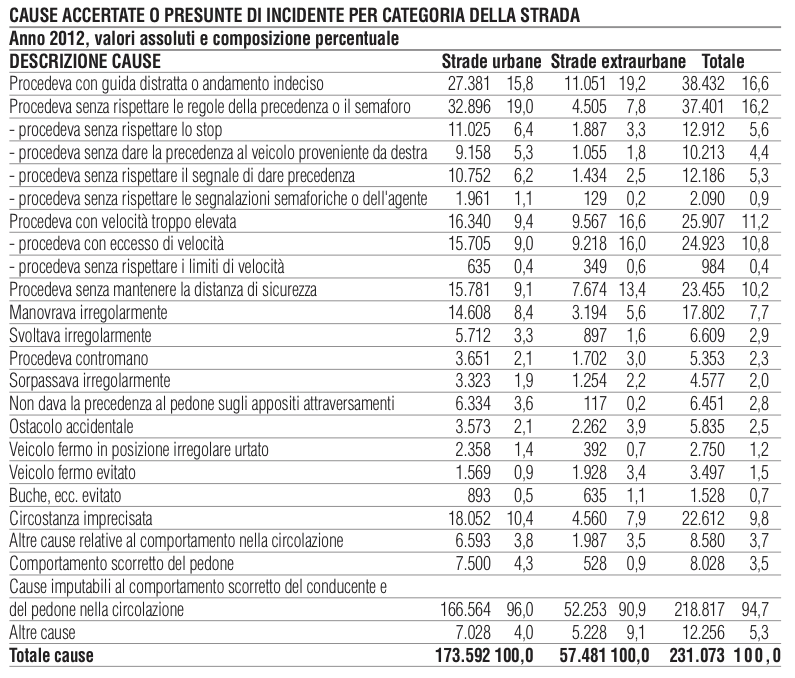 CAUSE ACCERTATE O PRESUNTE DI INCIDENTE PER CATEGORIA DELLA STRADA
Anno 2012, valori assoluti e composizione percentuale
DESCRIZIONE CAUSE Strade urbane Strade extraurbane Totale
Procedeva con guida distratta o andamento indeciso 27.381 15,8 11.051 19,2 38.432 16,6
Procedeva senza rispettare le regole della precedenza o il semaforo 32.896 19,0 4.505 7,8 37.401 16,2
- procedeva senza rispettare lo stop 11.025 6,4 1.887 3,3 12.912 5,6
- procedeva senza dare la precedenza al veicolo proveniente da destra 9.158 5,3 1.055 1,8 10.213 4,4
- procedeva senza rispettare il segnale di dare precedenza 10.752 6,2 1.434 2,5 12.186 5,3
- procedeva senza rispettare le segnalazioni semaforiche o dell'agente 1.961 1,1 129 0,2 2.090 0,9
Procedeva con velocità troppo elevata 16.340 9,4 9.567 16,6 25.907 11,2
- procedeva con eccesso di velocità 15.705 9,0 9.218 16,0 24.923 10,8
- procedeva senza rispettare i limiti di velocità 635 0,4 349 0,6 984 0,4
Procedeva senza mantenere la distanza di sicurezza 15.781 9,1 7.674 13,4 23.455 10,2
Manovrava irregolarmente 14.608 8,4 3.194 5,6 17.802 7,7
Svoltava irregolarmente 5.712 3,3 897 1,6 6.609 2,9
Procedeva contromano 3.651 2,1 1.702 3,0 5.353 2,3
Sorpassava irregolarmente 3.323 1,9 1.254 2,2 4.577 2,0
Non dava la precedenza al pedone sugli appositi attraversamenti 6.334 3,6 117 0,2 6.451 2,8
Ostacolo accidentale 3.573 2,1 2.262 3,9 5.835 2,5
Veicolo fermo in posizione irregolare urtato 2.358 1,4 392 0,7 2.750 1,2
Veicolo fermo evitato 1.569 0,9 1.928 3,4 3.497 1,5
Buche, ecc. evitato 893 0,5 635 1,1 1.528 0,7
Circostanza imprecisata 18.052 10,4 4.560 7,9 22.612 9,8
Altre cause relative al comportamento nella circolazione 6.593 3,8 1.987 3,5 8.580 3,7
Comportamento scorretto del pedone 7.500 4,3 528 0,9 8.028 3,5
Cause imputabili al comportamento scorretto del conducente e
del pedone nella circolazione 166.564 96,0 52.253 90,9 218.817 94,7
Altre cause 7.028 4,0 5.228 9,1 12.256 5,3
Totale cause 173.592 100,0 57.481 100,0 231.073 100,0